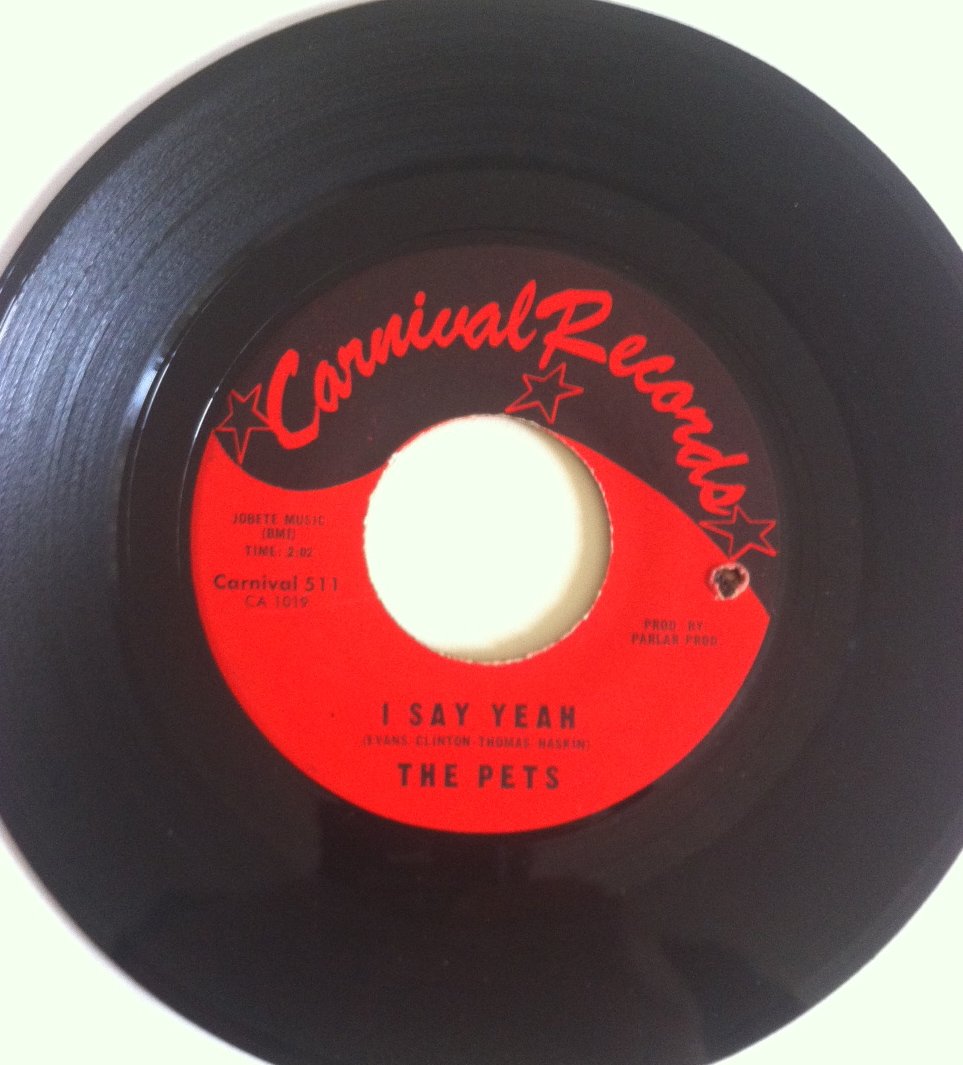 Carnival Records
JOBETE MUSIC
(BMI)
TIME: 2:02
Carnival 511
CA 1019
PROD. BY:
PARLAR PROD.
I SAY YEAH
(EVANS-CLINTON-THOMAS-HASKIN)
THE PETS